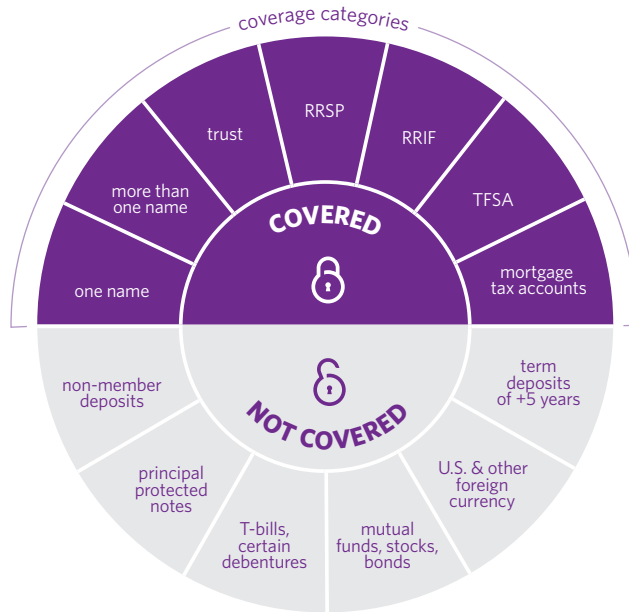 coverage categories
one name
more than
one name
trust
RRSP
RRIF
TFSA
mortgage
tax accounts
COVERED
NOT COVERED
non-member
deposits
principal
protected
notes
T-bills,
certain
debentures
mutual
funds, stocks,
bonds
U.S. & other
foreign
currency
term
deposits
of +5 years